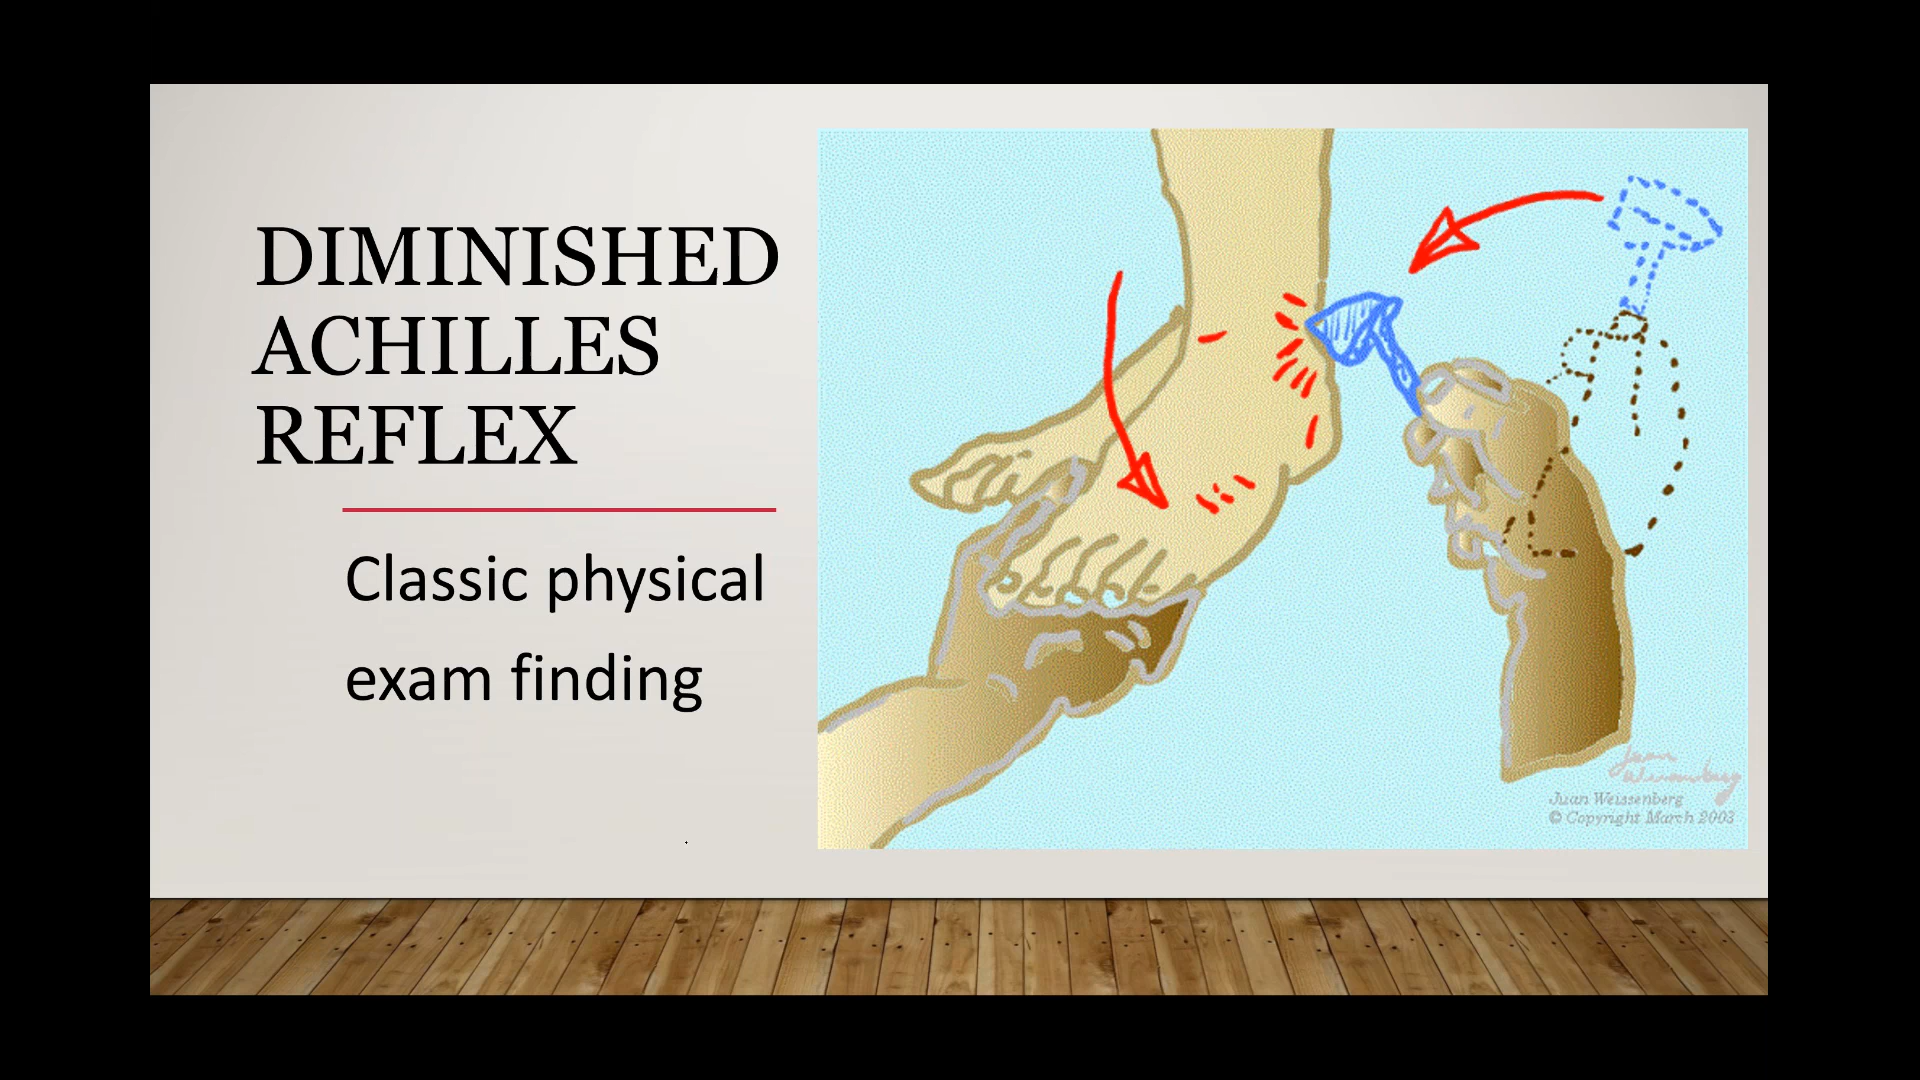 DIMINISHED
ACHILLES
REFLEX
Classic physical
exam finding
Juan Weissenberg
© Copyright March 2003